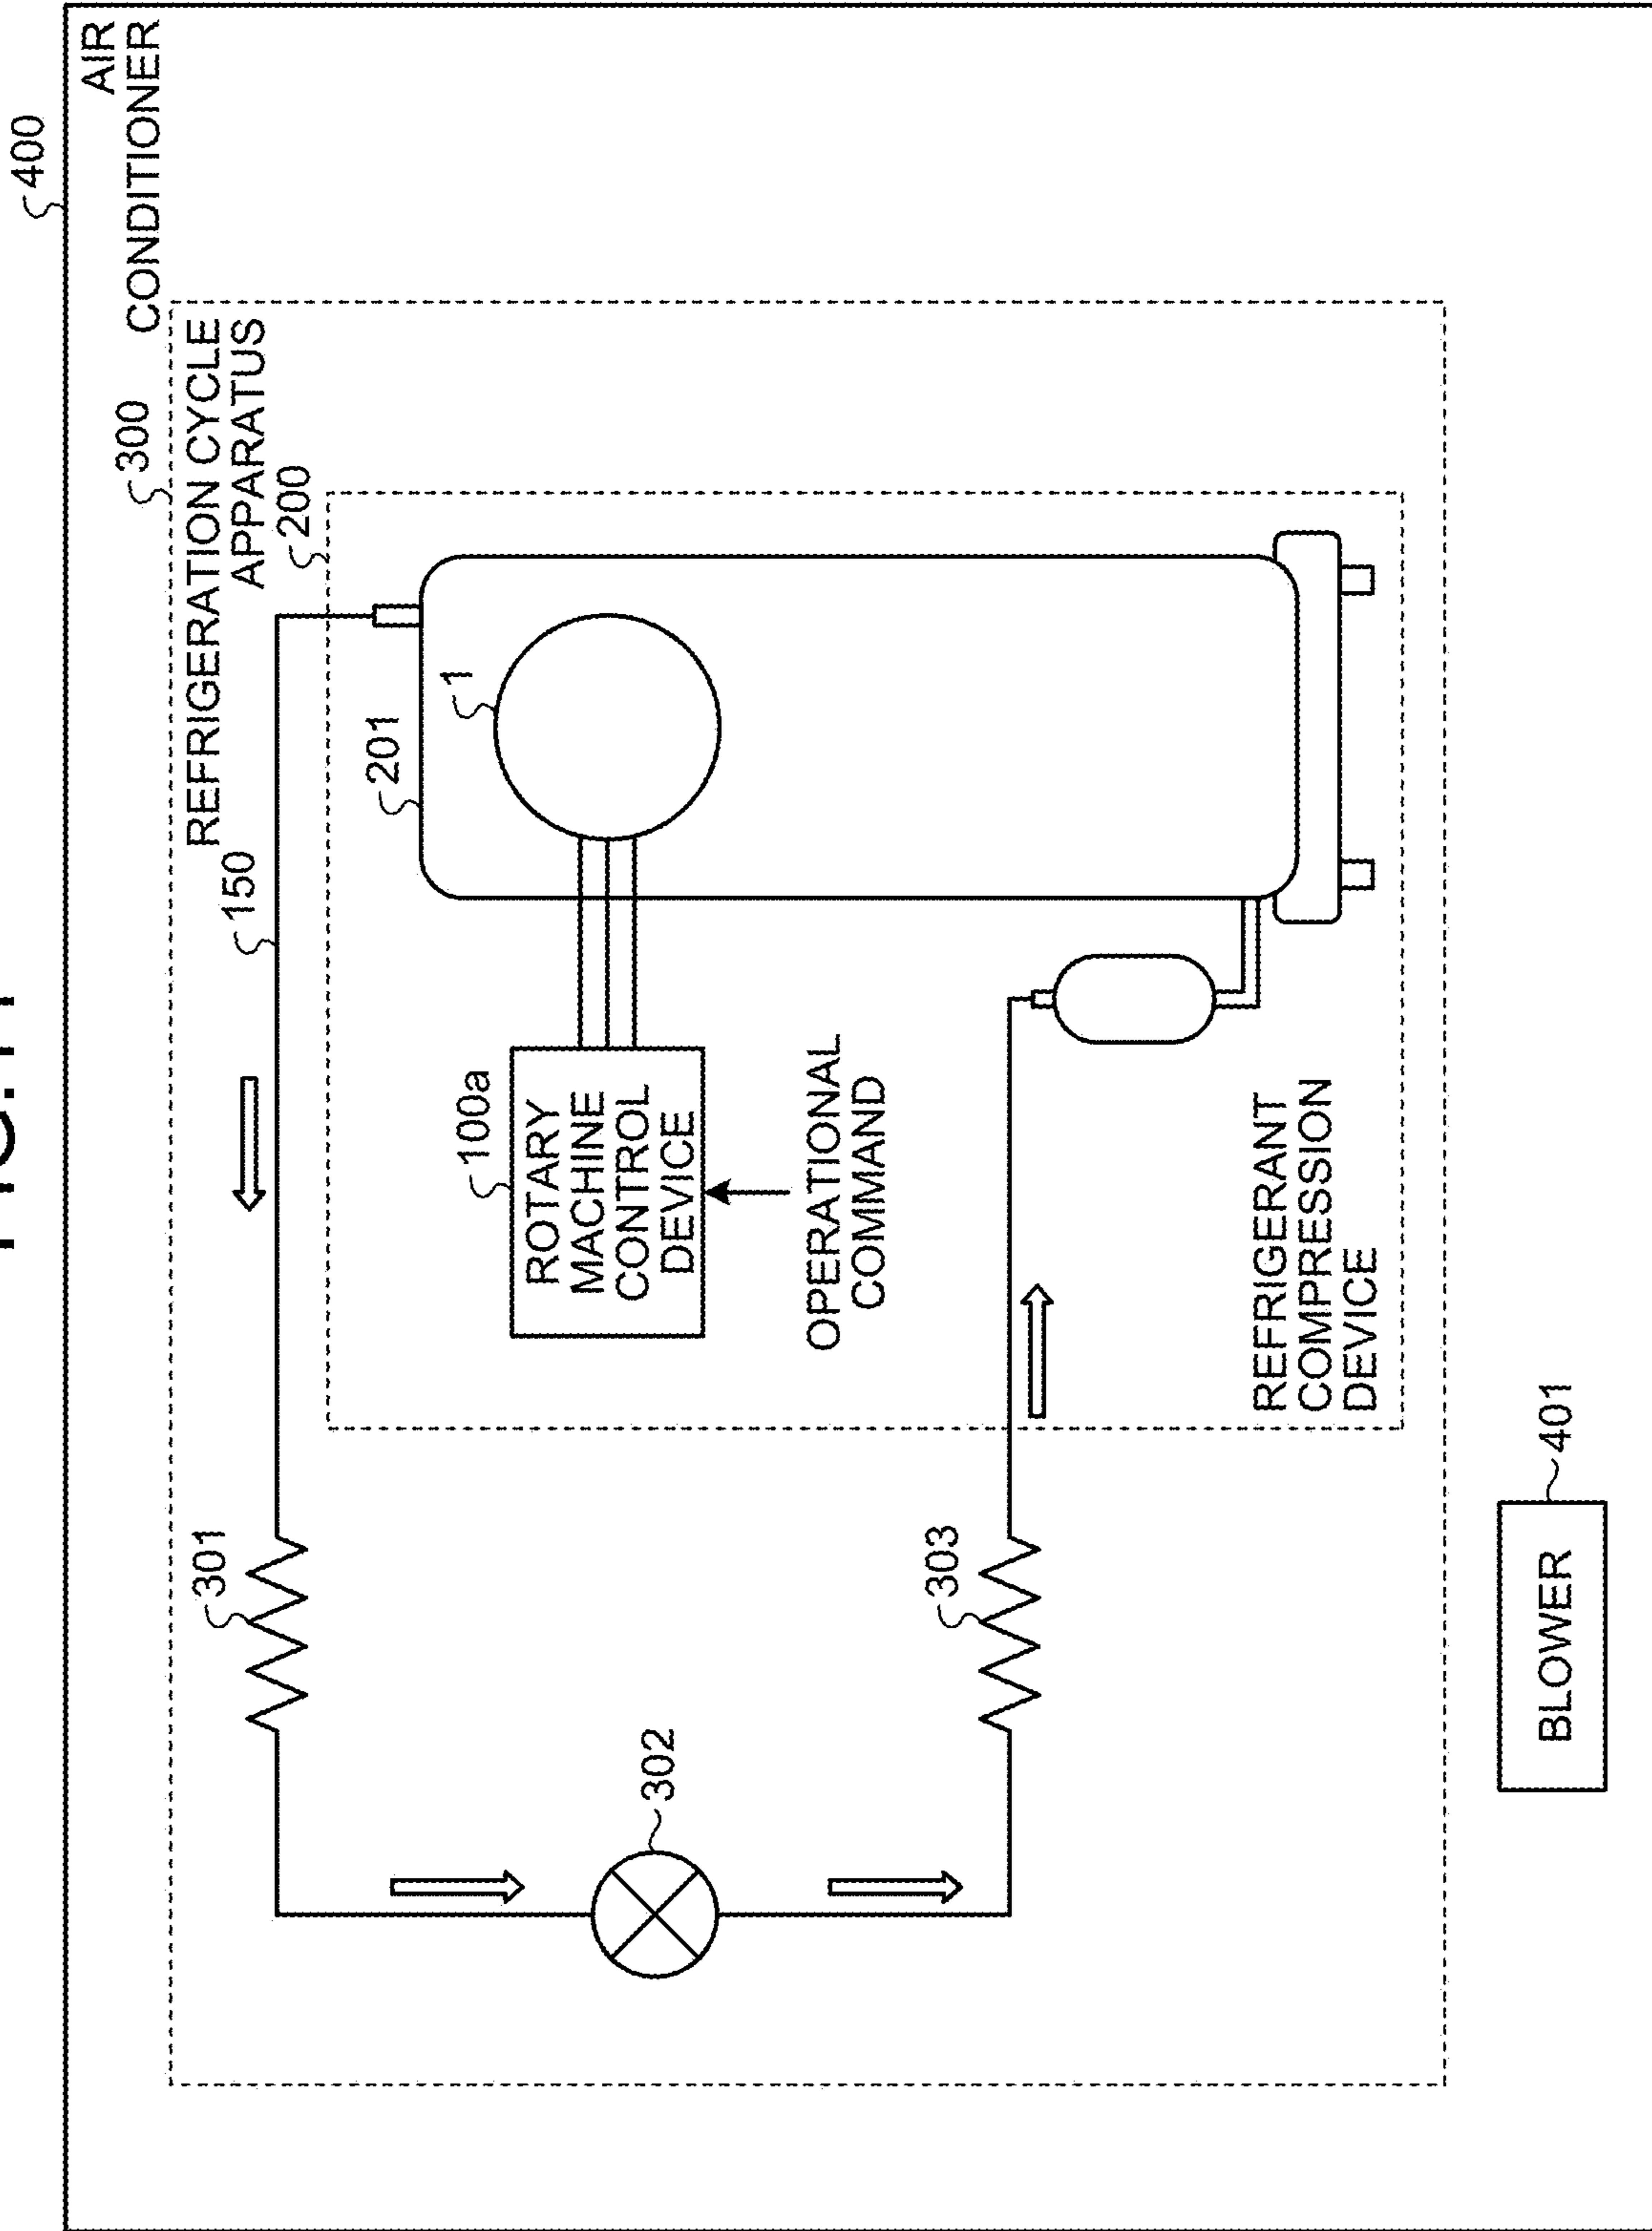 400
AIR
CONDITIONER
300
REFRIGERATION CYCLE
APPARATUS
200
150
201
1
100a
ROTARY
MACHINE
CONTROL
DEVICE
OPERATIONAL
COMMAND
301
302
303
REFRIGERANT
COMPRESSION
DEVICE
BLOWER
401